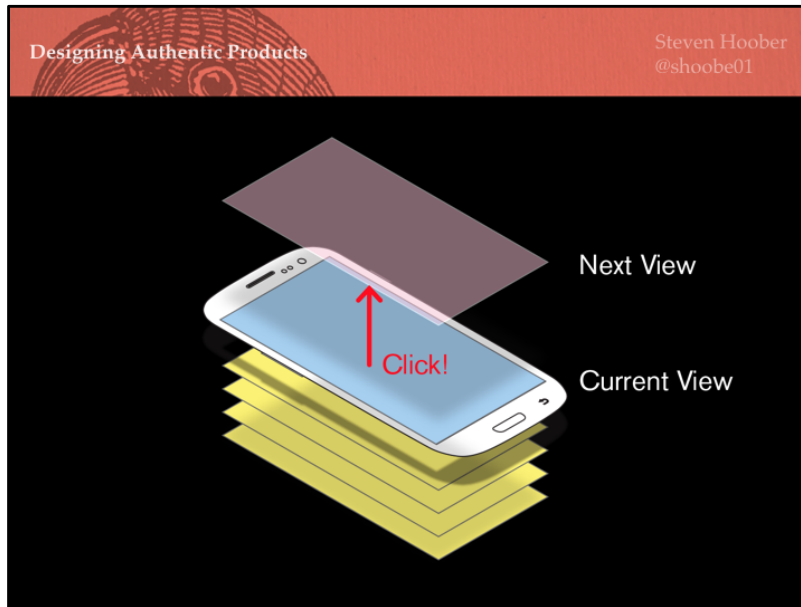 Designing Authentic Products
Steven Hoober
@shoobe01
Next View
Click!
Current View